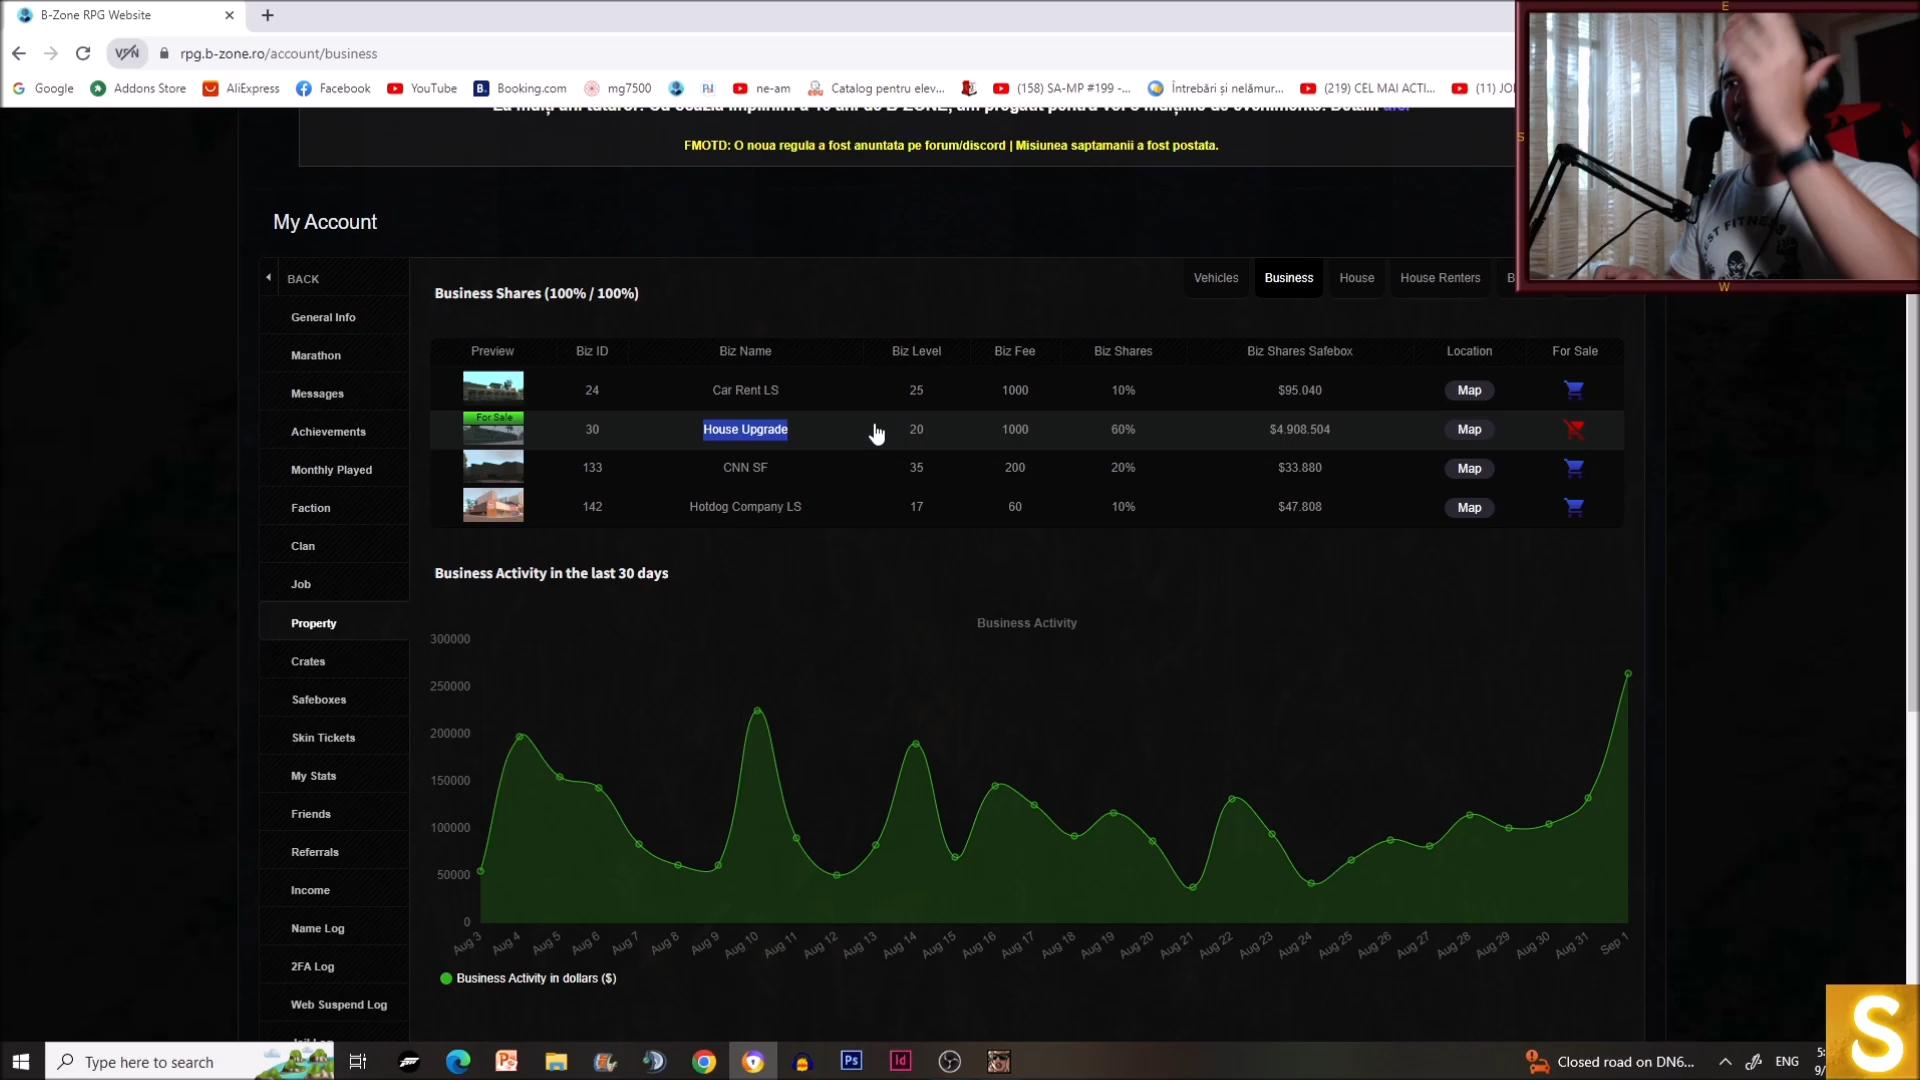 B-Zone RPG Website
VPN
rpg.b-zone.ro/account/business
Google Addons Store AliExpress Facebook YouTube Booking.com mg7500 ne-am Catalog pentru elev... (158) SA-MP #199 -... Întrebări și nelămur... (219) CEL MAI ACTI... (11) JO
FMOTD: O noua regula a fost anuntata pe forum/discord | Misiunea saptamanii a fost postata.
E
S
W
My Account
BACK
General Info
Marathon
Messages
Achievements
Monthly Played
Faction
Clan
Job
Property
Crates
Safeboxes
Skin Tickets
My Stats
Friends
Referrals
Income
Name Log
2FA Log
Web Suspend Log
Business Shares (100% / 100%)
Vehicles Business House House Renters B
Preview Biz ID Biz Name Biz Level Biz Fee Biz Shares Biz Shares Safebox Location For Sale
24 Car Rent LS 25 1000 10% $95.040 Map
For Sale 30 House Upgrade 20 1000 60% $4.908.504 Map
133 CNN SF 35 200 20% $33.880 Map
142 Hotdog Company LS 17 60 10% $47.808 Map
Business Activity in the last 30 days
Business Activity
300000
250000
200000
150000
100000
50000
0
Aug 3 Aug 4 Aug 5 Aug 6 Aug 7 Aug 8 Aug 9 Aug 10 Aug 11 Aug 12 Aug 13 Aug 14 Aug 15 Aug 16 Aug 17 Aug 18 Aug 19 Aug 20 Aug 21 Aug 22 Aug 23 Aug 24 Aug 25 Aug 26 Aug 27 Aug 28 Aug 29 Aug 30 Aug 31 Sep 1
Business Activity in dollars ($)
EST FITNES
S
Type here to search
Ps Id
Closed road on DN6... ENG 5:
9/